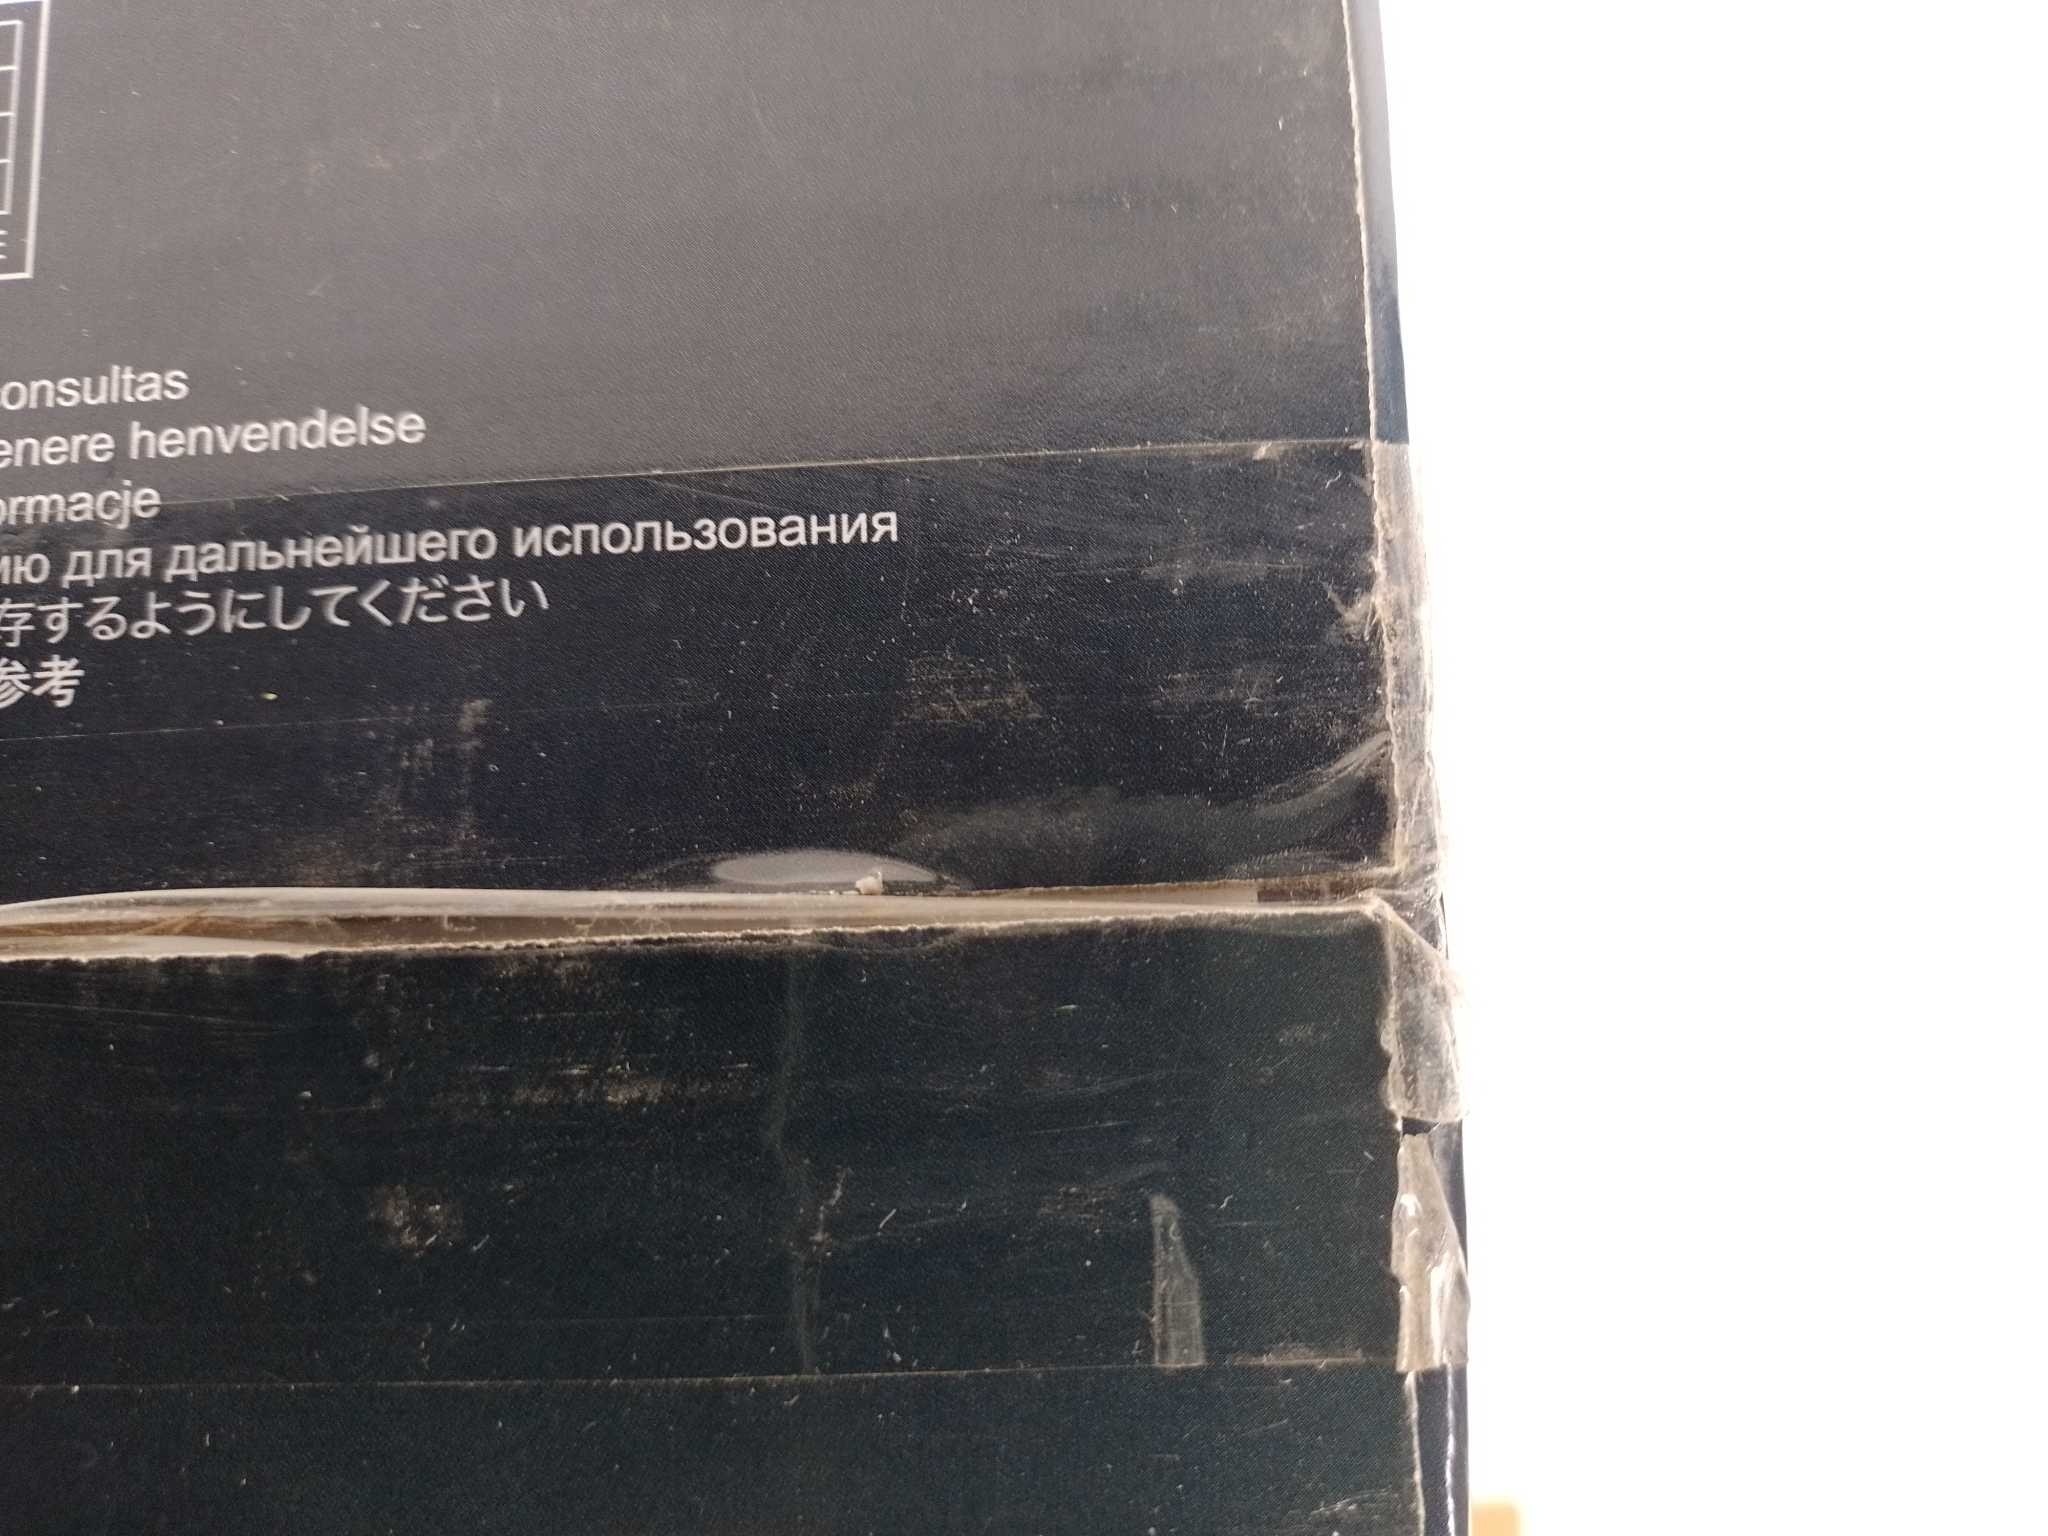 onsultas
enere henvendelse
ormacje
ию для дальнейшего использования
存するようにしてください
参考